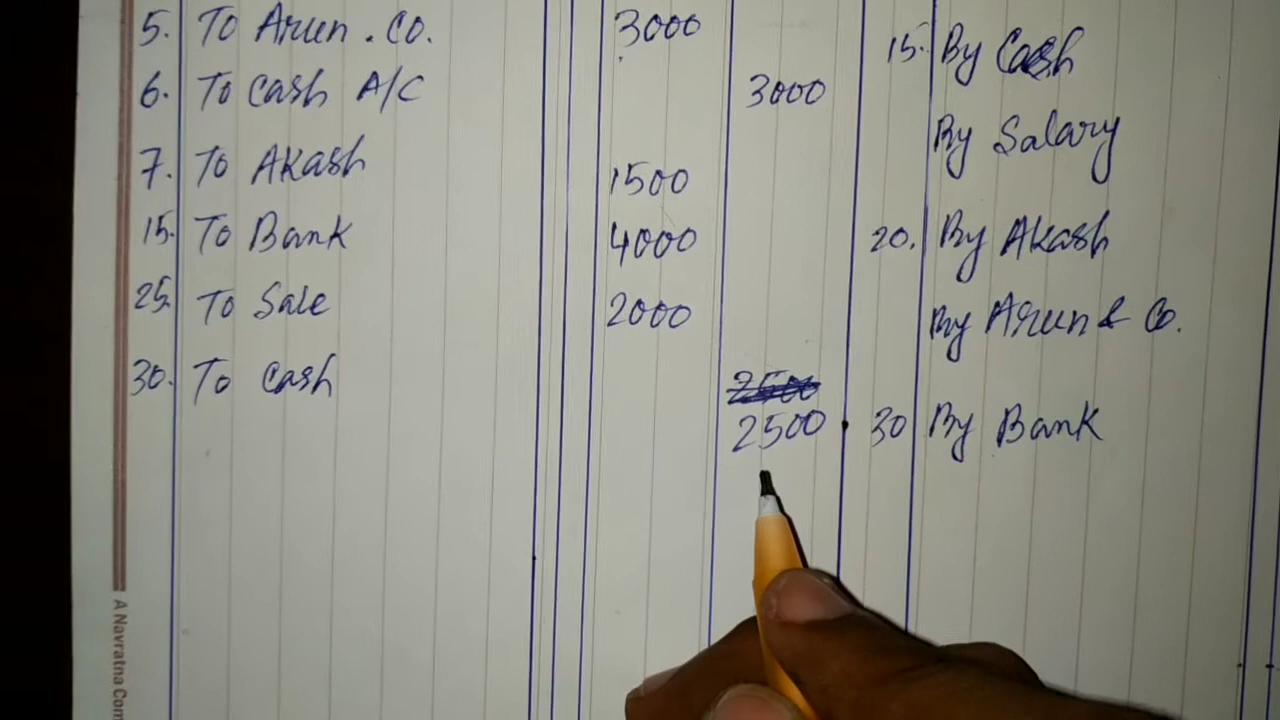 5. To Arun . Co. 3000
15. By Cash
6. To Cash A/C 3000
By Salary
7. To Akash 1500
15. To Bank 4000
20. By Akash
25. To Sale 2000
By Arun & Co.
30. To Cash
2500
2500
30 By Bank
A Navratna Com